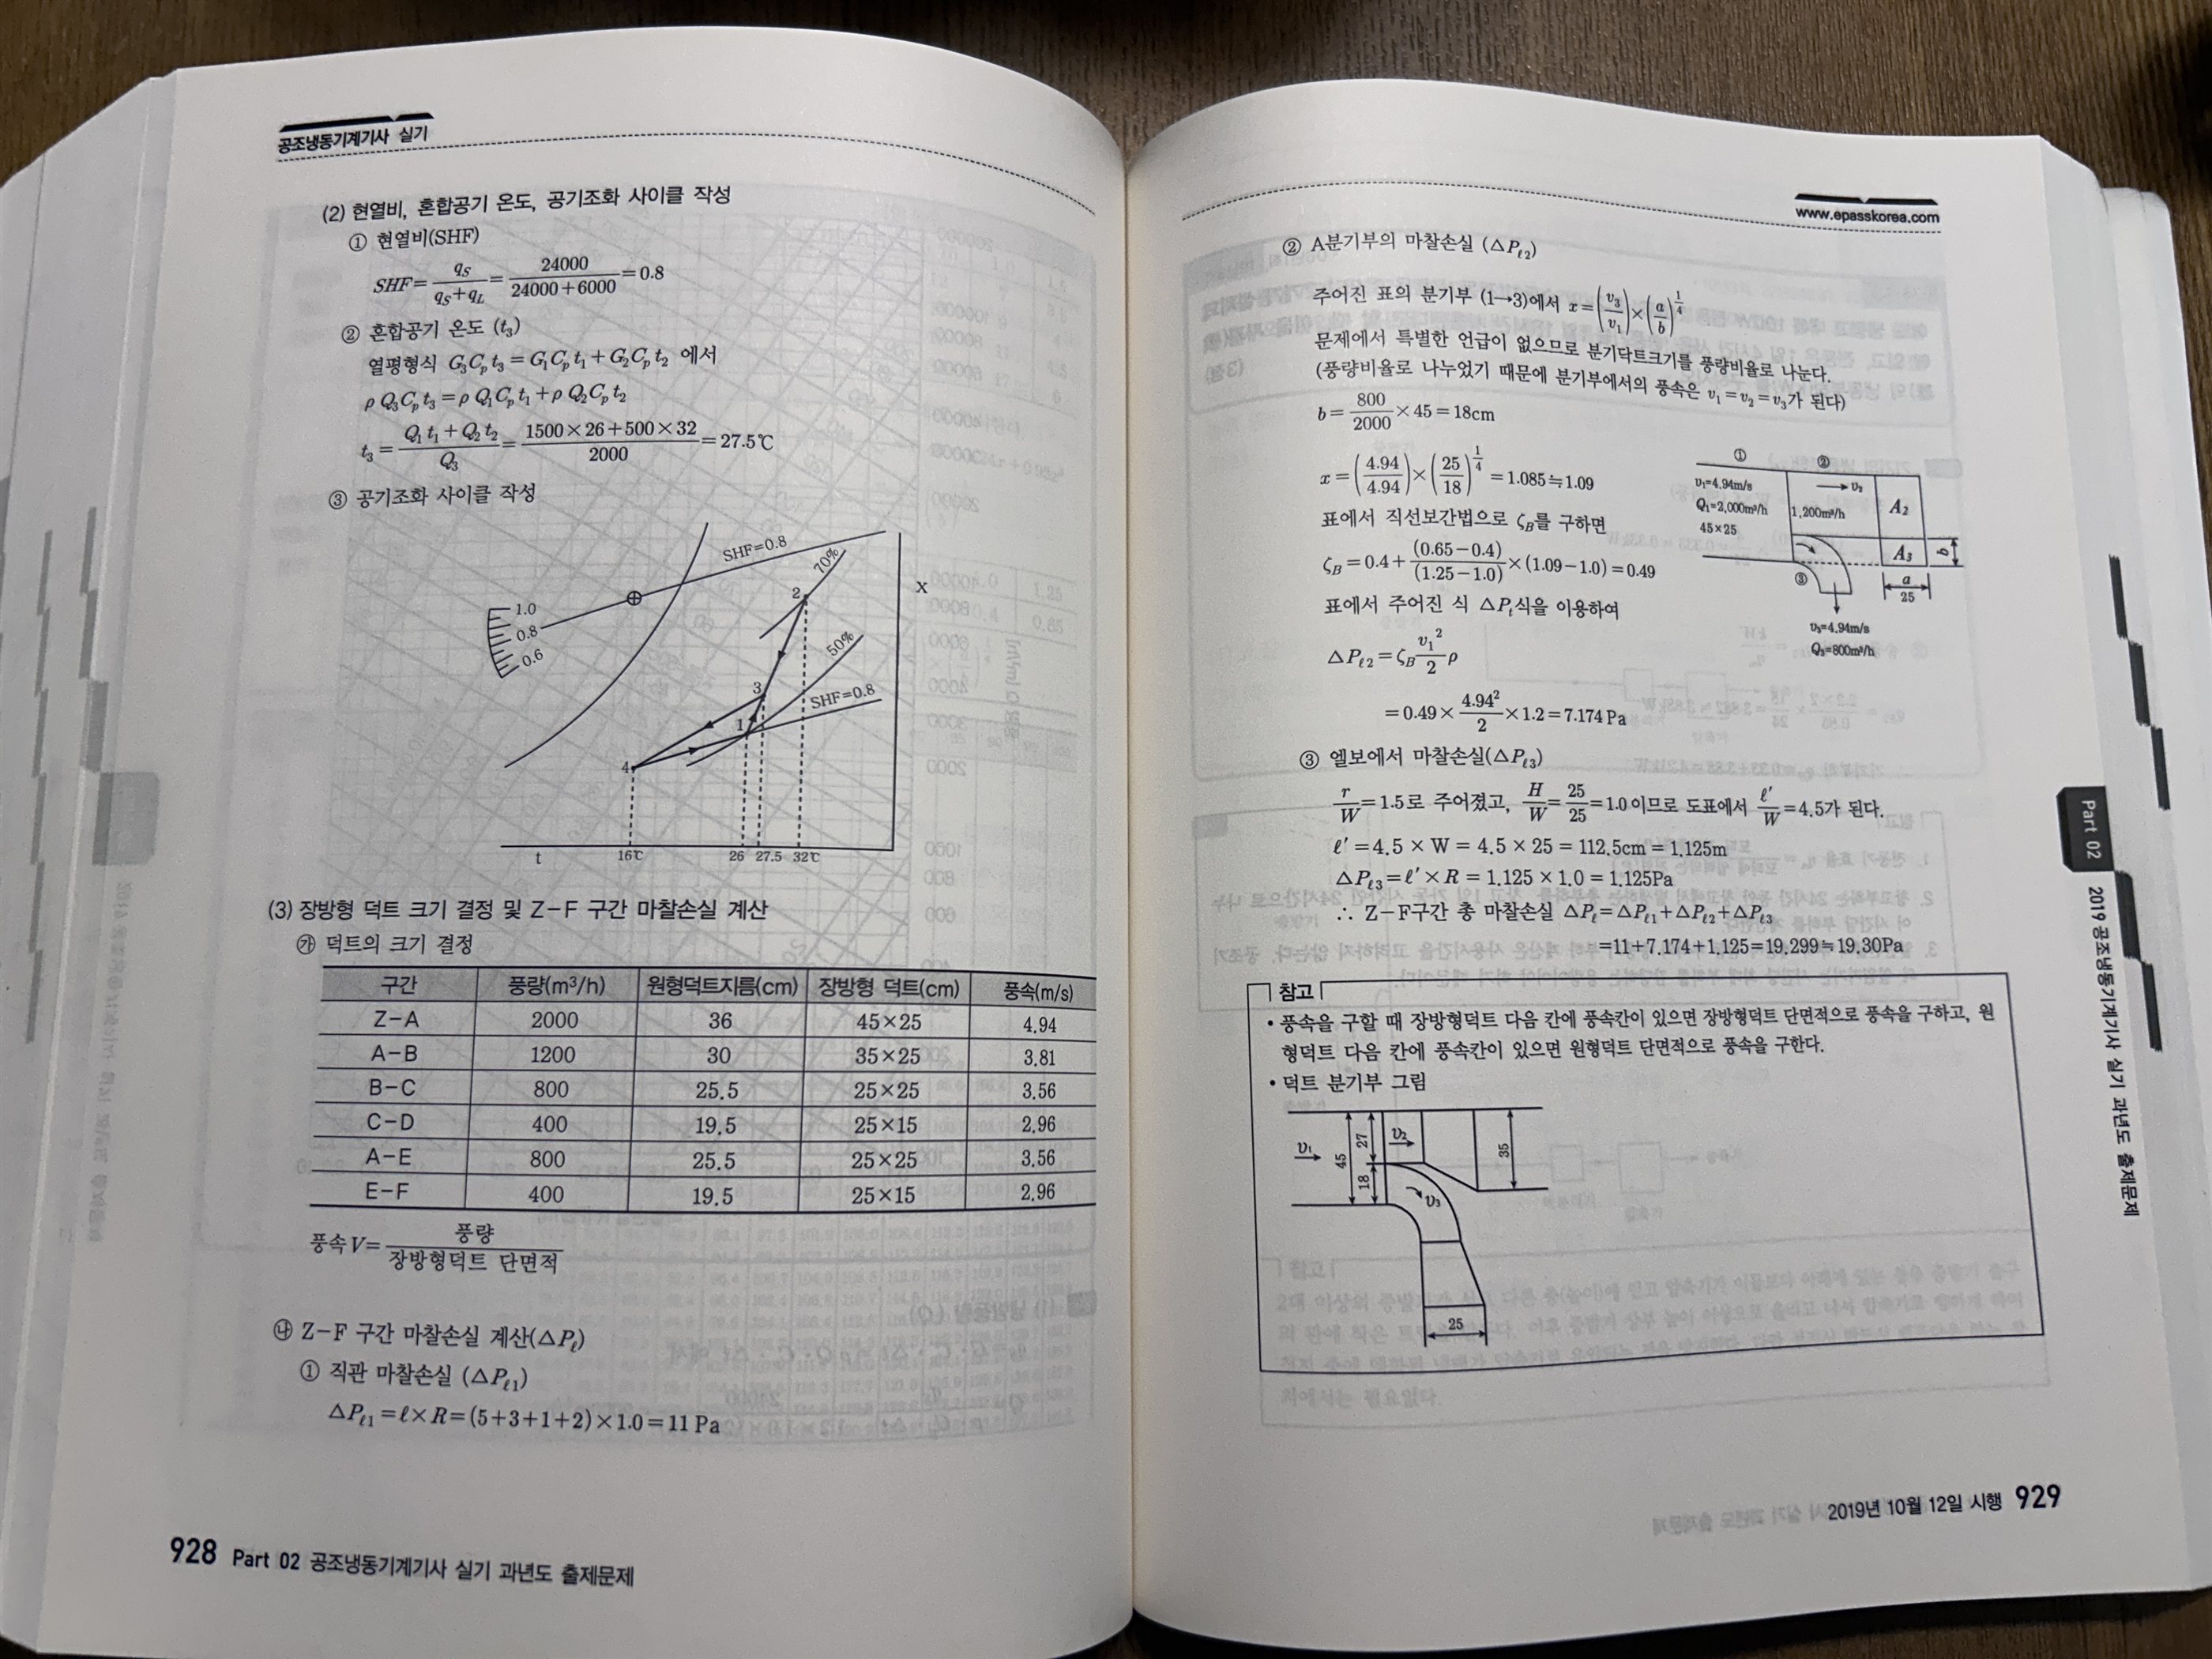 공조냉동기계기사 실기
(2) 현열비, 혼합공기 온도, 공기조화 사이클 작성
① 현열비(SHF)
SHF = qS / (qS + qL) = 24000 / (24000 + 6000) = 0.8
② 혼합공기 온도 (t₃)
열평형식 G₃Cₚt₃ = G₁Cₚt₁ + G₂Cₚt₂ 에서
ρQ₃Cₚt₃ = ρQ₁Cₚt₁ + ρQ₂Cₚt₂
t₃ = (Q₁t₁ + Q₂t₂) / Q₃ = (1500×26+500×32) / 2000 = 27.5℃
③ 공기조화 사이클 작성
SHF=0.8
70%
2
x
1.0
0.8
0.6
50%
3
SHF=0.8
1
4
t
16℃
26
27.5
32℃
(3) 장방형 덕트 크기 결정 및 Z-F 구간 마찰손실 계산
㉮ 덕트의 크기 결정
구간 풍량(m³/h) 원형덕트지름(cm) 장방형 덕트(cm) 풍속(m/s)
Z-A 2000 36 45×25 4.94
A-B 1200 30 35×25 3.81
B-C 800 25.5 25×25 3.56
C-D 400 19.5 25×15 2.96
A-E 800 25.5 25×25 3.56
E-F 400 19.5 25×15 2.96
풍속 V = 풍량 / 장방형덕트 단면적
㉯ Z-F 구간 마찰손실 계산(△Pℓ)
① 직관 마찰손실 (△Pℓ1)
△Pℓ1 = ℓ×R = (5+3+1+2)×1.0 = 11 Pa
928 Part 02 공조냉동기계기사 실기 과년도 출제문제
www.epasskorea.com
② A분기부의 마찰손실 (△Pℓ2)
주어진 표의 분기부 (1→3)에서 x = (v₃/v₁)×(a/b)^(1/4)
문제에서 특별한 언급이 없으므로 분기닥트크기를 풍량비율로 나눈다.
(풍량비율로 나누었기 때문에 분기부에서의 풍속은 v₁ = v₂ = v₃가 된다)
b = 800/2000 × 45 = 18cm
x = (4.94/4.94)×(25/18)^(1/4) = 1.085≒1.09
표에서 직선보간법으로 ζB를 구하면
ζB = 0.4 + (0.65−0.4)/(1.25−1.0) × (1.09−1.0) = 0.49
표에서 주어진 식 △Pt식을 이용하여
△Pℓ2 = ζB v₁²/2 ρ
= 0.49 × 4.94²/2 × 1.2 = 7.174 Pa
①
②
v₁=4.94m/s
v₂
Q₁=2,000m³/h
1,200m³/h
A₂
45×25
A₃
b
③
a
25
v₃=4.94m/s
Q₃=800m³/h
③ 엘보에서 마찰손실(△Pℓ3)
r/W = 1.5로 주어졌고, H/W = 25/25 = 1.0 이므로 도표에서 ℓ′/W = 4.5가 된다.
ℓ′ = 4.5 × W = 4.5 × 25 = 112.5cm = 1.125m
△Pℓ3 = ℓ′ × R = 1.125 × 1.0 = 1.125Pa
∴ Z-F구간 총 마찰손실 △Pℓ = △Pℓ1 + △Pℓ2 + △Pℓ3
=11+7.174+1.125=19.299≒19.30Pa
참고
• 풍속을 구할 때 장방형덕트 다음 칸에 풍속칸이 있으면 장방형덕트 단면적으로 풍속을 구하고, 원
형덕트 다음 칸에 풍속칸이 있으면 원형덕트 단면적으로 풍속을 구한다.
• 덕트 분기부 그림
v₁
45
27
v₂
35
18
v₃
25
Part 02
2019 공조냉동기계기사 실기 과년도 출제문제
2019년 10월 12일 시행 929